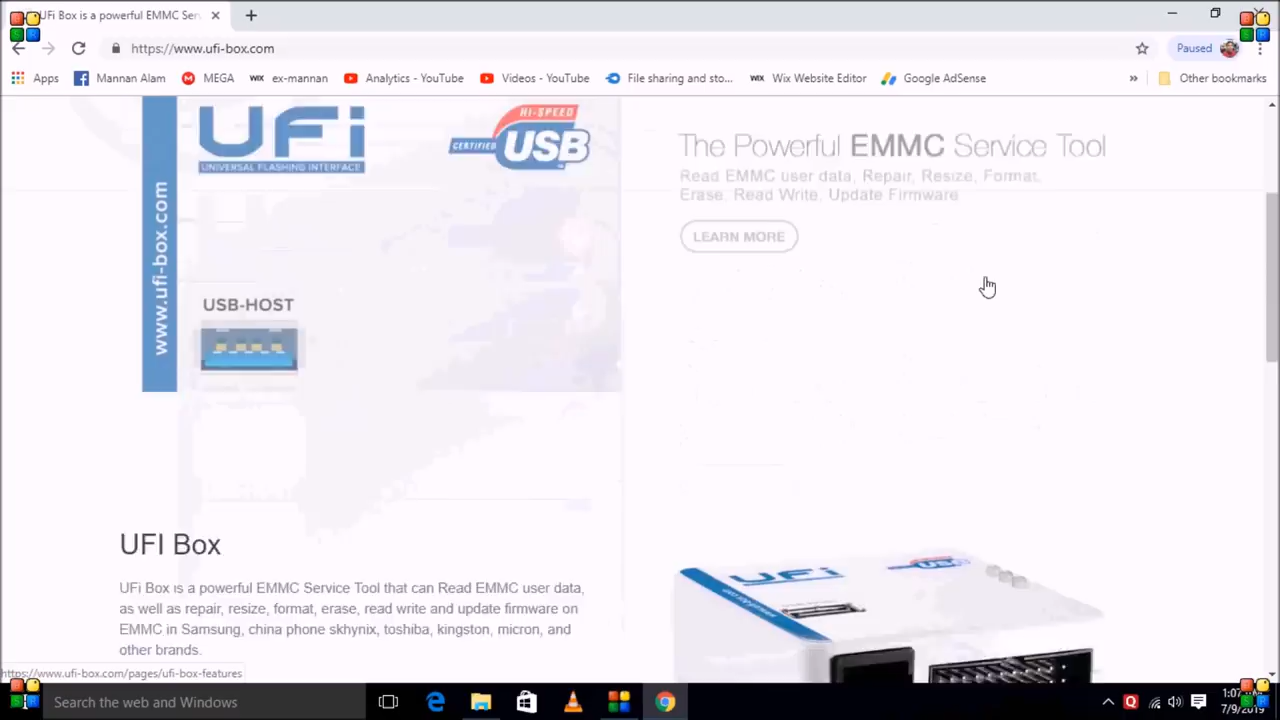 UFi Box is a powerful EMMC Serv
https://www.ufi-box.com
Paused
Apps
Mannan Alam
MEGA
WIX ex-mannan
Analytics - YouTube
Videos - YouTube
File sharing and sto...
WIX Wix Website Editor
Google AdSense
»
Other bookmarks
UFi
UNIVERSAL FLASHING INTERFACE
HI-SPEED
CERTIFIED USB
www.ufi-box.com
USB-HOST
The Powerful EMMC Service Tool
Read EMMC user data, Repair, Resize, Format,
Erase, Read Write, Update Firmware
LEARN MORE
UFI Box
UFi Box is a powerful EMMC Service Tool that can Read EMMC user data,
as well as repair, resize, format, erase, read write and update firmware on
EMMC in Samsung, china phone skhynix, toshiba, kingston, micron, and
other brands.
UFi
USB
https://www.ufi-box.com/pages/ufi-box-features
Search the web and Windows
7/9/2019